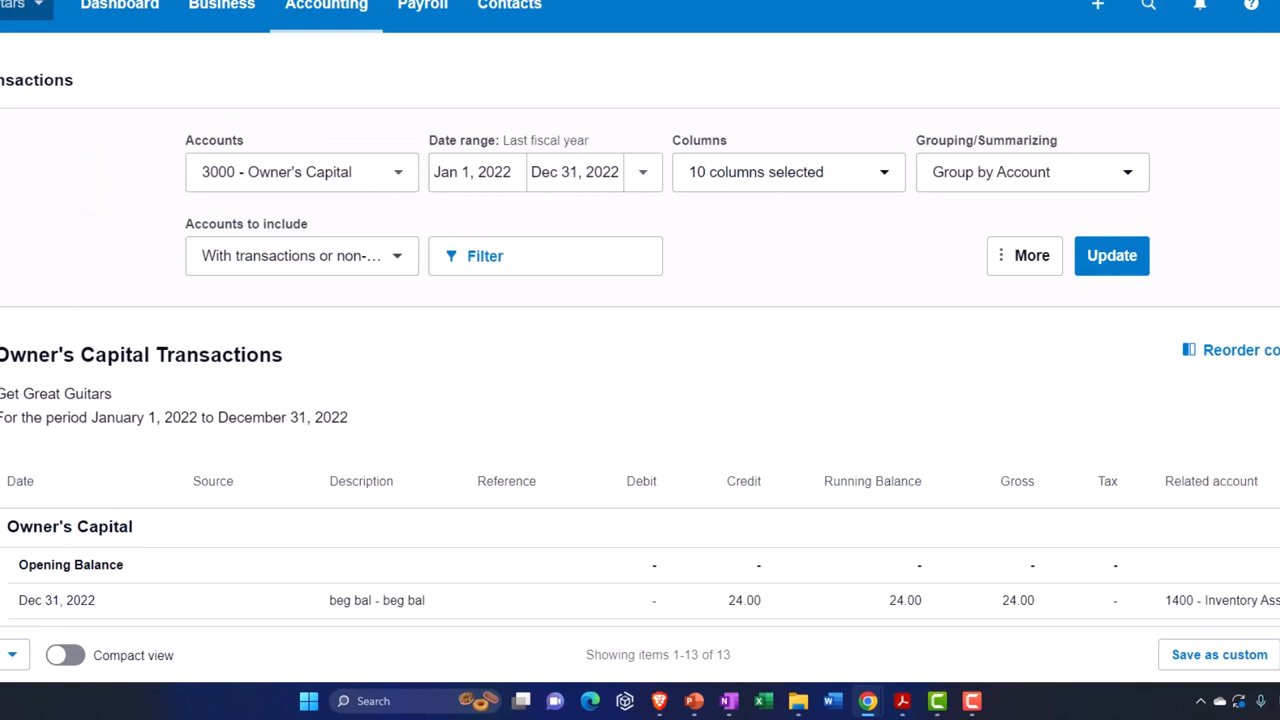 tars Dashboard Business Accounting Payroll Contacts
nsactions
Accounts Date range: Last fiscal year Columns Grouping/Summarizing
3000 - Owner's Capital Jan 1, 2022 Dec 31, 2022 10 columns selected Group by Account
Accounts to include
With transactions or non-... Filter More Update
Owner's Capital Transactions
Reorder co
Get Great Guitars
For the period January 1, 2022 to December 31, 2022
Date Source Description Reference Debit Credit Running Balance Gross Tax Related account
Owner's Capital
Opening Balance - - - - -
Dec 31, 2022 beg bal - beg bal - 24.00 24.00 24.00 - 1400 - Inventory Ass
Compact view Showing items 1-13 of 13 Save as custom
Search